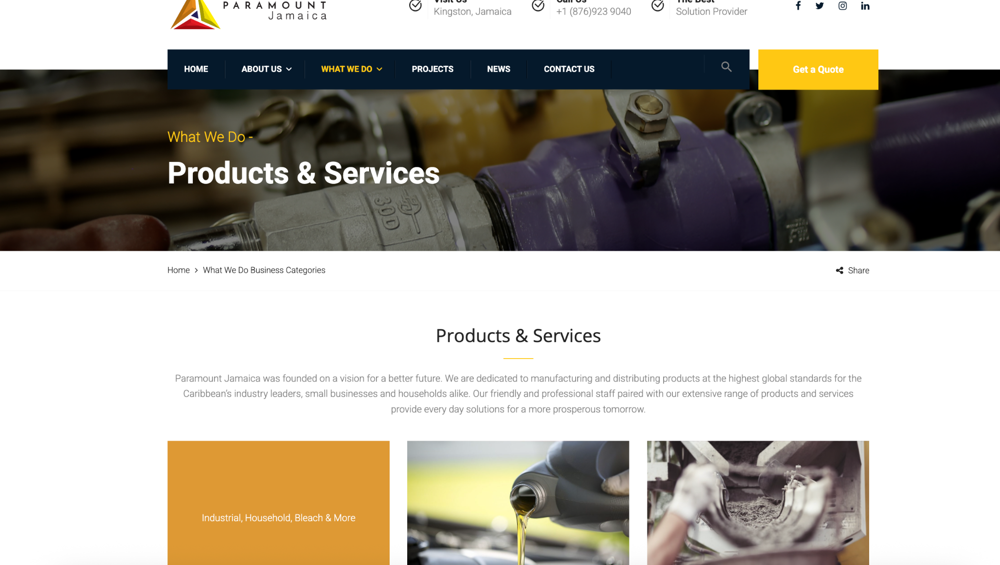 PARAMOUNT
Jamaica
Visit Us
Kingston, Jamaica
Call Us
+1 (876)923 9040
The Best
Solution Provider
HOME
ABOUT US
WHAT WE DO
PROJECTS
NEWS
CONTACT US
Get a Quote
What We Do -
Products & Services
30D
Home > What We Do Business Categories
Share
Products & Services
Paramount Jamaica was founded on a vision for a better future. We are dedicated to manufacturing and distributing products at the highest global standards for the
Caribbean’s industry leaders, small businesses and households alike. Our friendly and professional staff paired with our extensive range of products and services
provide every day solutions for a more prosperous tomorrow.
Industrial, Household, Bleach & More